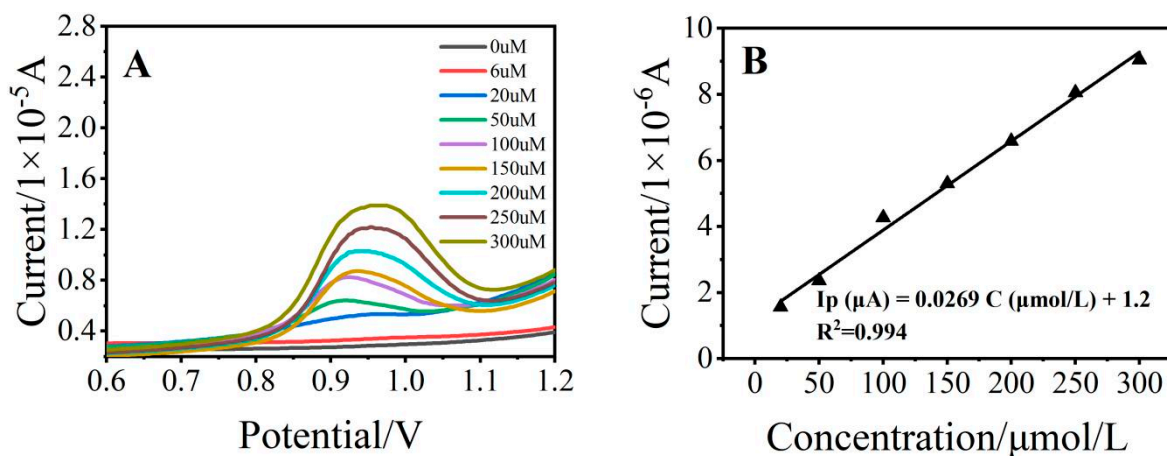 A
Current/1×10⁻⁵ A
2.8
2.4
2.0
1.6
1.2
0.8
0.4
0uM
6uM
20uM
50uM
100uM
150uM
200uM
250uM
300uM
0.6 0.7 0.8 0.9 1.0 1.1 1.2
Potential/V
B
Current/1×10⁻⁶ A
10
8
6
4
2
0
Ip (μA) = 0.0269 C (μmol/L) + 1.2
R²=0.994
0 50 100 150 200 250 300
Concentration/μmol/L